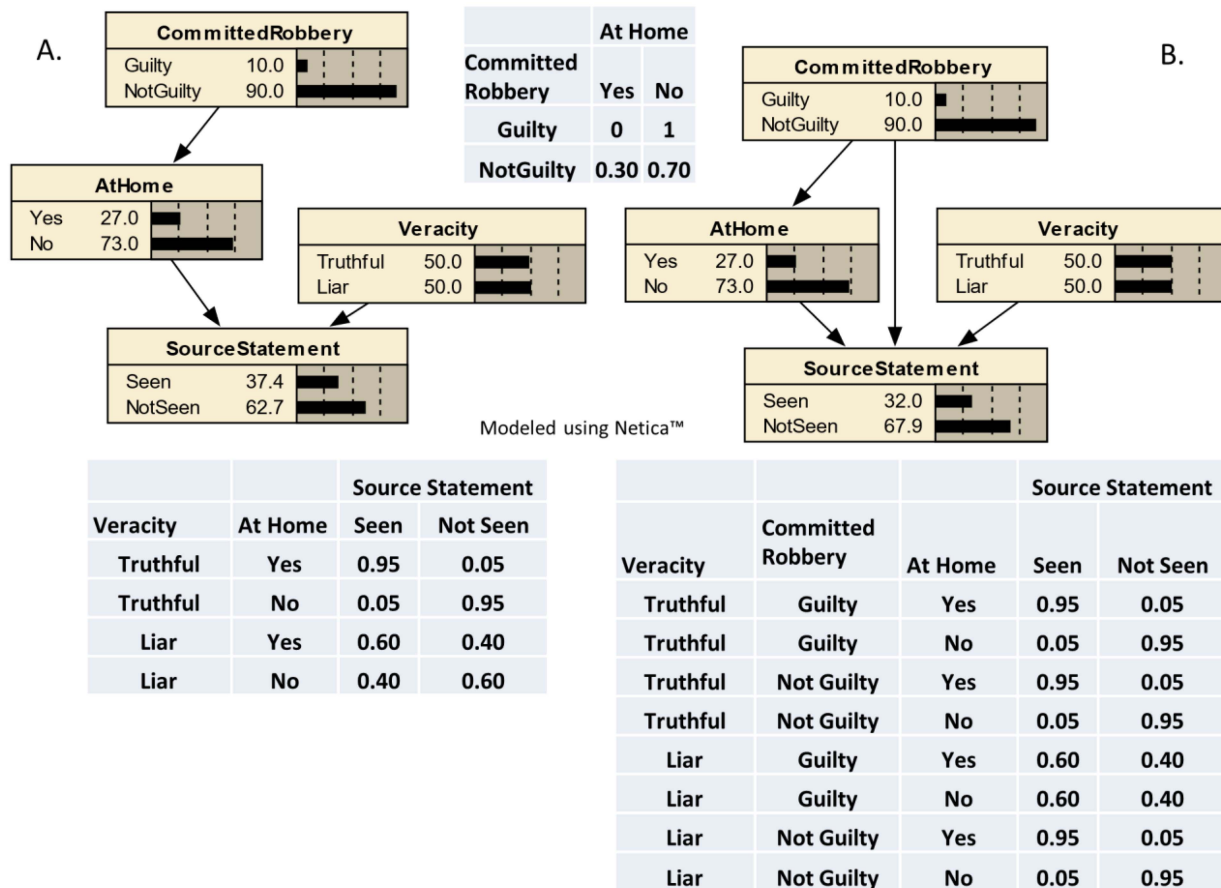 A.
CommittedRobbery
Guilty 10.0
NotGuilty 90.0
AtHome
Yes 27.0
No 73.0
Veracity
Truthful 50.0
Liar 50.0
SourceStatement
Seen 37.4
NotSeen 62.7
At Home
Committed
Robbery Yes No
Guilty 0 1
NotGuilty 0.30 0.70
B.
CommittedRobbery
Guilty 10.0
NotGuilty 90.0
AtHome
Yes 27.0
No 73.0
Veracity
Truthful 50.0
Liar 50.0
SourceStatement
Seen 32.0
NotSeen 67.9
Modeled using Netica™
Source Statement
Veracity At Home Seen Not Seen
Truthful Yes 0.95 0.05
Truthful No 0.05 0.95
Liar Yes 0.60 0.40
Liar No 0.40 0.60
Source Statement
Committed
Robbery
Veracity At Home Seen Not Seen
Truthful Guilty Yes 0.95 0.05
Truthful Guilty No 0.05 0.95
Truthful Not Guilty Yes 0.95 0.05
Truthful Not Guilty No 0.05 0.95
Liar Guilty Yes 0.60 0.40
Liar Guilty No 0.60 0.40
Liar Not Guilty Yes 0.95 0.05
Liar Not Guilty No 0.05 0.95